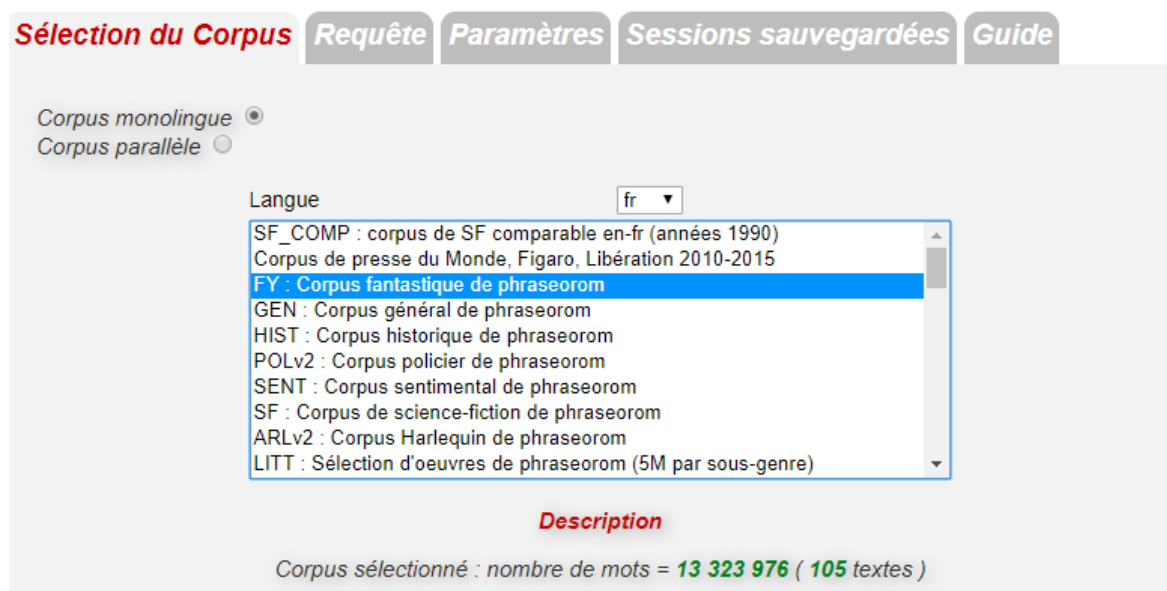 Sélection du Corpus Requête Paramètres Sessions sauvegardées Guide
Corpus monolingue
Corpus parallèle
Langue fr
SF_COMP : corpus de SF comparable en-fr (années 1990)
Corpus de presse du Monde, Figaro, Libération 2010-2015
FY : Corpus fantastique de phraseorom
GEN : Corpus général de phraseorom
HIST : Corpus historique de phraseorom
POLv2 : Corpus policier de phraseorom
SENT : Corpus sentimental de phraseorom
SF : Corpus de science-fiction de phraseorom
ARLv2 : Corpus Harlequin de phraseorom
LITT : Sélection d'oeuvres de phraseorom (5M par sous-genre)
Description
Corpus sélectionné : nombre de mots = 13 323 976 ( 105 textes )